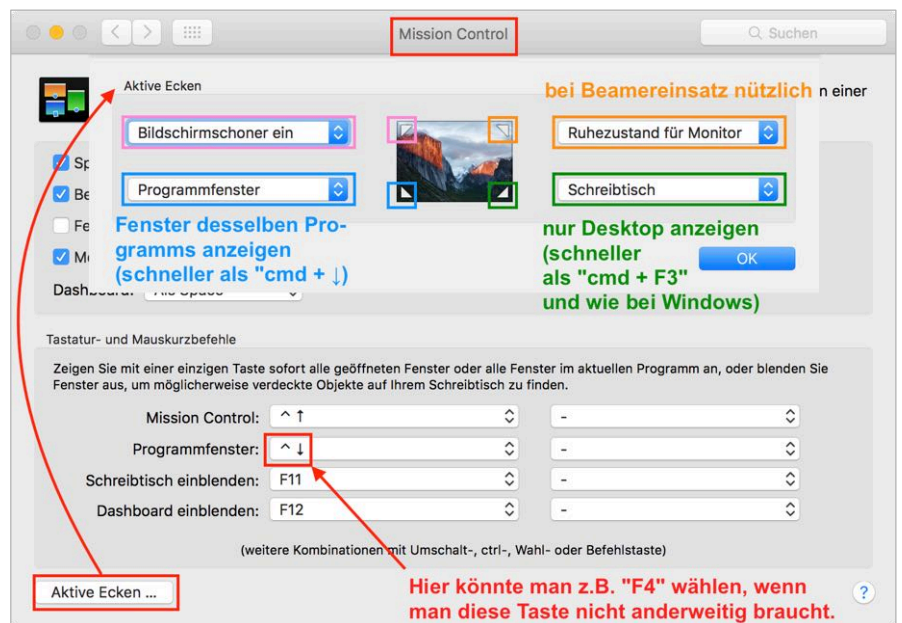 Mission Control
Suchen
Aktive Ecken
bei Beamereinsatz nützlich
n einer
Bildschirmschoner ein
Ruhezustand für Monitor
Sp
Programmfenster
Schreibtisch
Be
Fe
Fenster desselben Pro-
gramms anzeigen
(schneller als "cmd + ↓)
nur Desktop anzeigen
(schneller
als "cmd + F3"
und wie bei Windows)
OK
Dashboard:
Tastatur- und Mauskurzbefehle
Zeigen Sie mit einer einzigen Taste sofort alle geöffneten Fenster oder alle Fenster im aktuellen Programm an, oder blenden Sie
Fenster aus, um möglicherweise verdeckte Objekte auf Ihrem Schreibtisch zu finden.
Mission Control: ^ ↑ -
Programmfenster: ^ ↓ -
Schreibtisch einblenden: F11 -
Dashboard einblenden: F12 -
(weitere Kombinationen mit Umschalt-, ctrl-, Wahl- oder Befehlstaste)
Aktive Ecken ...
Hier könnte man z.B. "F4" wählen, wenn
man diese Taste nicht anderweitig braucht.
?